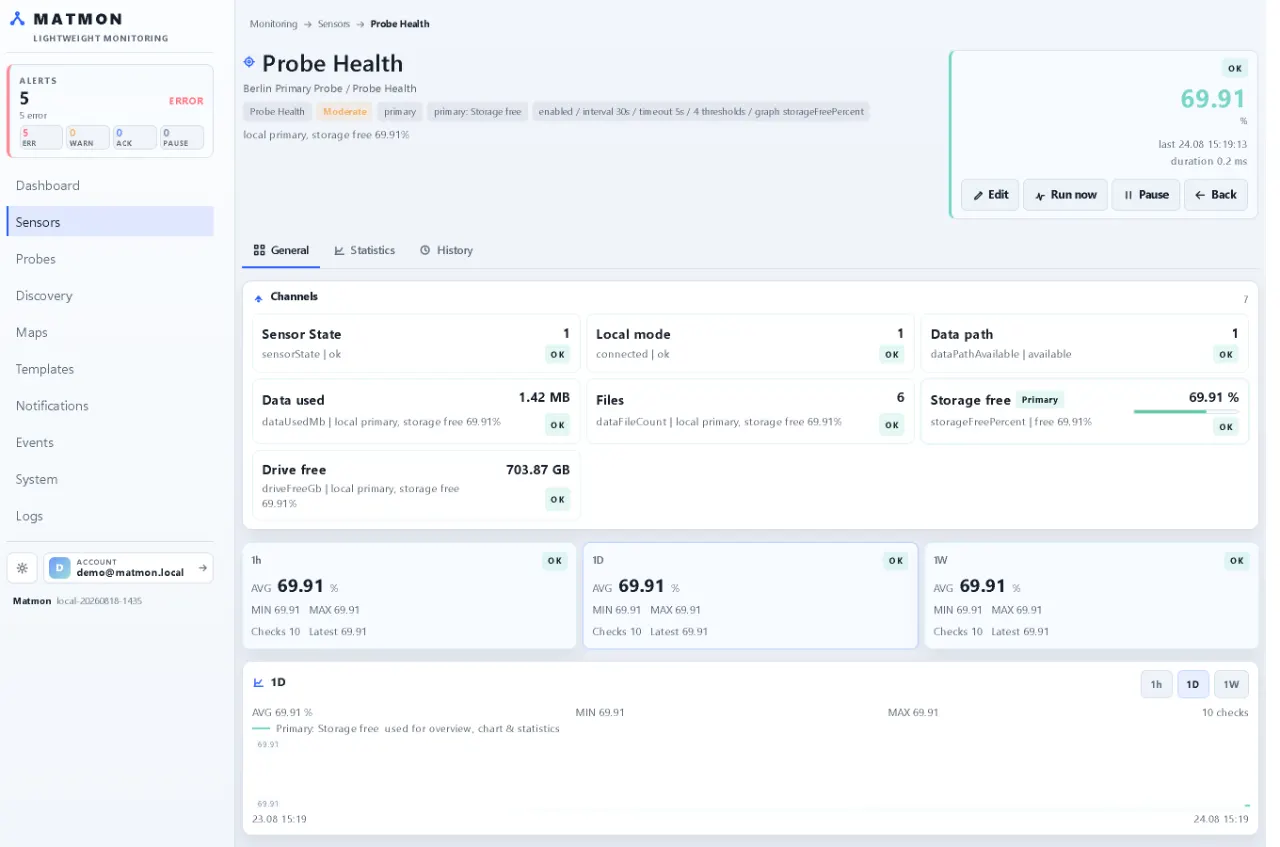 MATMON
LIGHTWEIGHT MONITORING
ALERTS
5
ERROR
5 error
5 ERR
0 WARN
0 ACK
0 PAUSE
Dashboard
Sensors
Probes
Discovery
Maps
Templates
Notifications
Events
System
Logs
D
ACCOUNT
demo@matmon.local
Matmon local-20260818-1435
Monitoring → Sensors → Probe Health
Probe Health
Berlin Primary Probe / Probe Health
Probe Health Moderate primary primary: Storage free enabled / interval 30s / timeout 5s / 4 thresholds / graph storageFreePercent
local primary, storage free 69.91%
OK
69.91
%
last 24.08 15:19:13
duration 0.2 ms
Edit Run now Pause Back
General Statistics History
Channels 7
Sensor State 1
sensorState | ok OK
Local mode 1
connected | ok OK
Data path 1
dataPathAvailable | available OK
Data used 1.42 MB
dataUsedMb | local primary, storage free 69.91% OK
Files 6
dataFileCount | local primary, storage free 69.91% OK
Storage free Primary 69.91 %
storageFreePercent | free 69.91% OK
Drive free 703.87 GB
driveFreeGb | local primary, storage free
69.91%
OK
1h OK
AVG 69.91 %
MIN 69.91 MAX 69.91
Checks 10 Latest 69.91
1D OK
AVG 69.91 %
MIN 69.91 MAX 69.91
Checks 10 Latest 69.91
1W OK
AVG 69.91 %
MIN 69.91 MAX 69.91
Checks 10 Latest 69.91
1D 1h 1D 1W
AVG 69.91 % MIN 69.91 MAX 69.91 10 checks
Primary: Storage free used for overview, chart & statistics
69.91
69.91
23.08 15:19 24.08 15:19